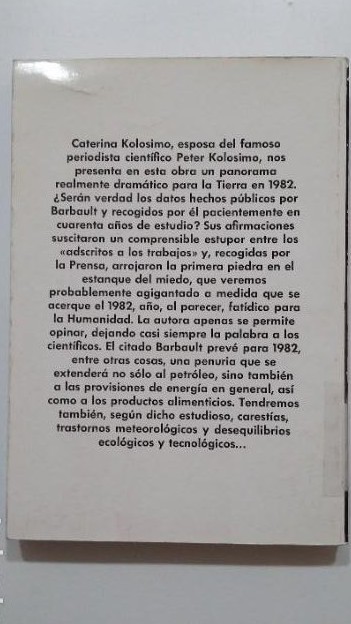 Caterina Kolosimo, esposa del famoso
periodista científico Peter Kolosimo, nos
presenta en esta obra un panorama
realmente dramático para la Tierra en 1982.
¿Serán verdad los datos hechos públicos por
Barbault y recogidos por él pacientemente en
cuarenta años de estudio? Sus afirmaciones
suscitaron un comprensible estupor entre los
«adscritos a los trabajos» y, recogidas por
la Prensa, arrojaron la primera piedra en el
estanque del miedo, que veremos
probablemente agigantado a medida que se
acerque el 1982, año, al parecer, fatídico para
la Humanidad. La autora apenas se permite
opinar, dejando casi siempre la palabra a los
científicos. El citado Barbault prevé para 1982,
entre otras cosas, una penuria que se
extenderá no sólo al petróleo, sino también
a las provisiones de energía en general, así
como a los productos alimenticios. Tendremos
también, según dicho estudioso, carestías,
trastornos meteorológicos y desequilibrios
ecológicos y tecnológicos...